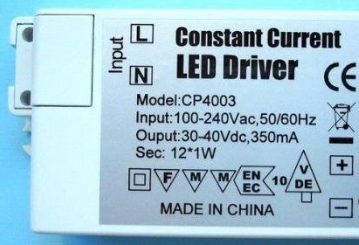 Input
L
N
Constant Current
LED Driver
CE
Model:CP4003
Input:100-240Vac,50/60Hz
Ouput:30-40Vdc,350mA
Sec: 12*1W
F M M EN EC 10 V DE
MADE IN CHINA
+
−